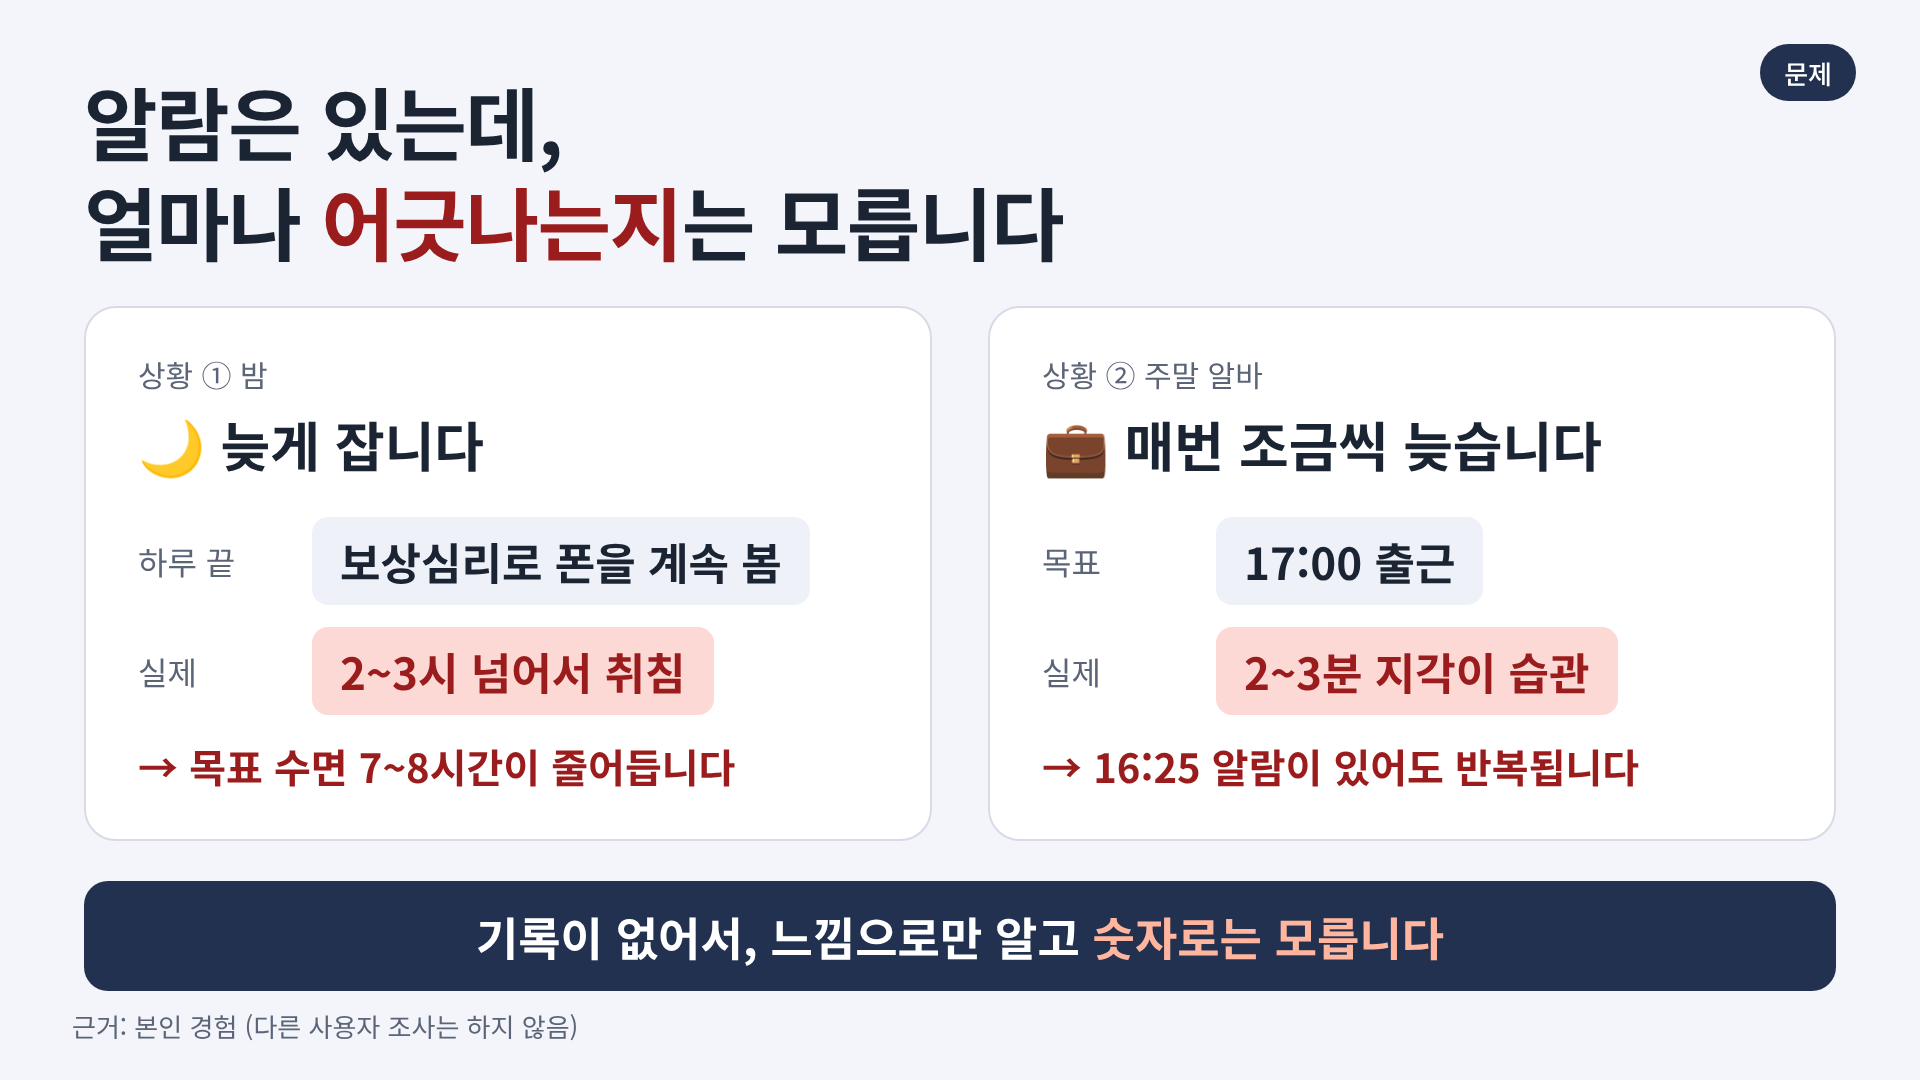 문제
알람은 있는데,
얼마나 어긋나는지는 모릅니다
상황 ① 밤
🌙 늦게 잡니다
하루 끝 보상심리로 폰을 계속 봄
실제 2~3시 넘어서 취침
→ 목표 수면 7~8시간이 줄어듭니다
상황 ② 주말 알바
💼 매번 조금씩 늦습니다
목표 17:00 출근
실제 2~3분 지각이 습관
→ 16:25 알람이 있어도 반복됩니다
기록이 없어서, 느낌으로만 알고 숫자로는 모릅니다
근거: 본인 경험 (다른 사용자 조사는 하지 않음)